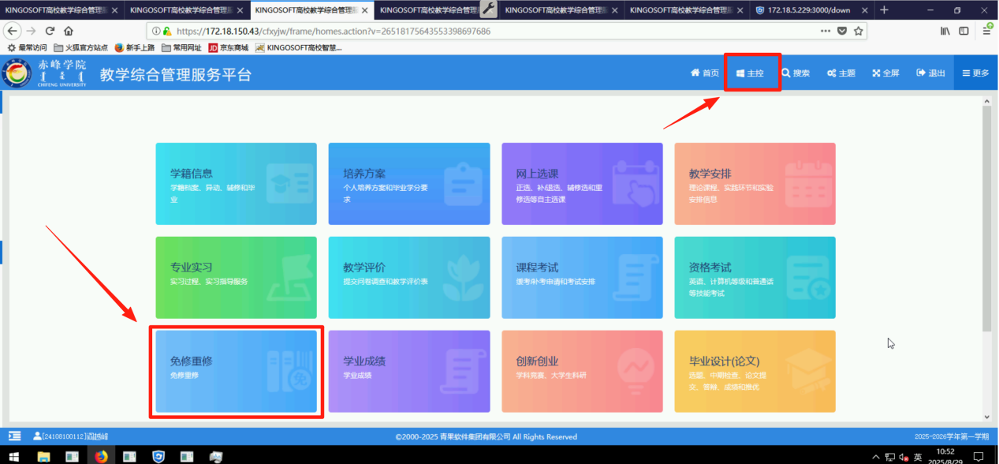 KINGOSOFT高校教学综合管理
KINGOSOFT高校教学综合管理
KINGOSOFT高校教学综合管理
KINGOSOFT高校教学综合管理
KINGOSOFT高校教学综合管理
KINGOSOFT高校教学综合管理
172.18.5.229:3000/down
https://172.18.150.43/cfxyjw/frame/homes.action?v=26518175643553398697686
最常访问
火狐官方站点
新手上路
常用网址
JD 京东商城
KINGOSOFT高校智慧...
赤峰学院
CHIFENG UNIVERSITY
教学综合管理服务平台
首页
主控
搜索
主题
全屏
退出
更多
学籍信息
学籍档案、异动、辅修和毕
业
培养方案
个人培养方案和毕业学分要
求
网上选课
正选、补/退选、辅修选和重
修选等自主选课
教学安排
理论课程、实践环节和实验
安排信息
专业实习
实习过程、实习指导服务
教学评价
提交问卷调查和教学评价表
课程考试
缓考/补考申请和考试安排
资格考试
英语、计算机等级和普通话
等技能考试
免修重修
免修重修
免
学业成绩
学业成绩
创新创业
学科竞赛、大学生科研
毕业设计(论文)
选题、中期检查、论文提
交、答辩、成绩和推优
[24108100112]阎越峰
©2000-2025 青果软件集团有限公司 All Rights Reserved
2025-2026学年第一学期
英
10:52
2025/8/29